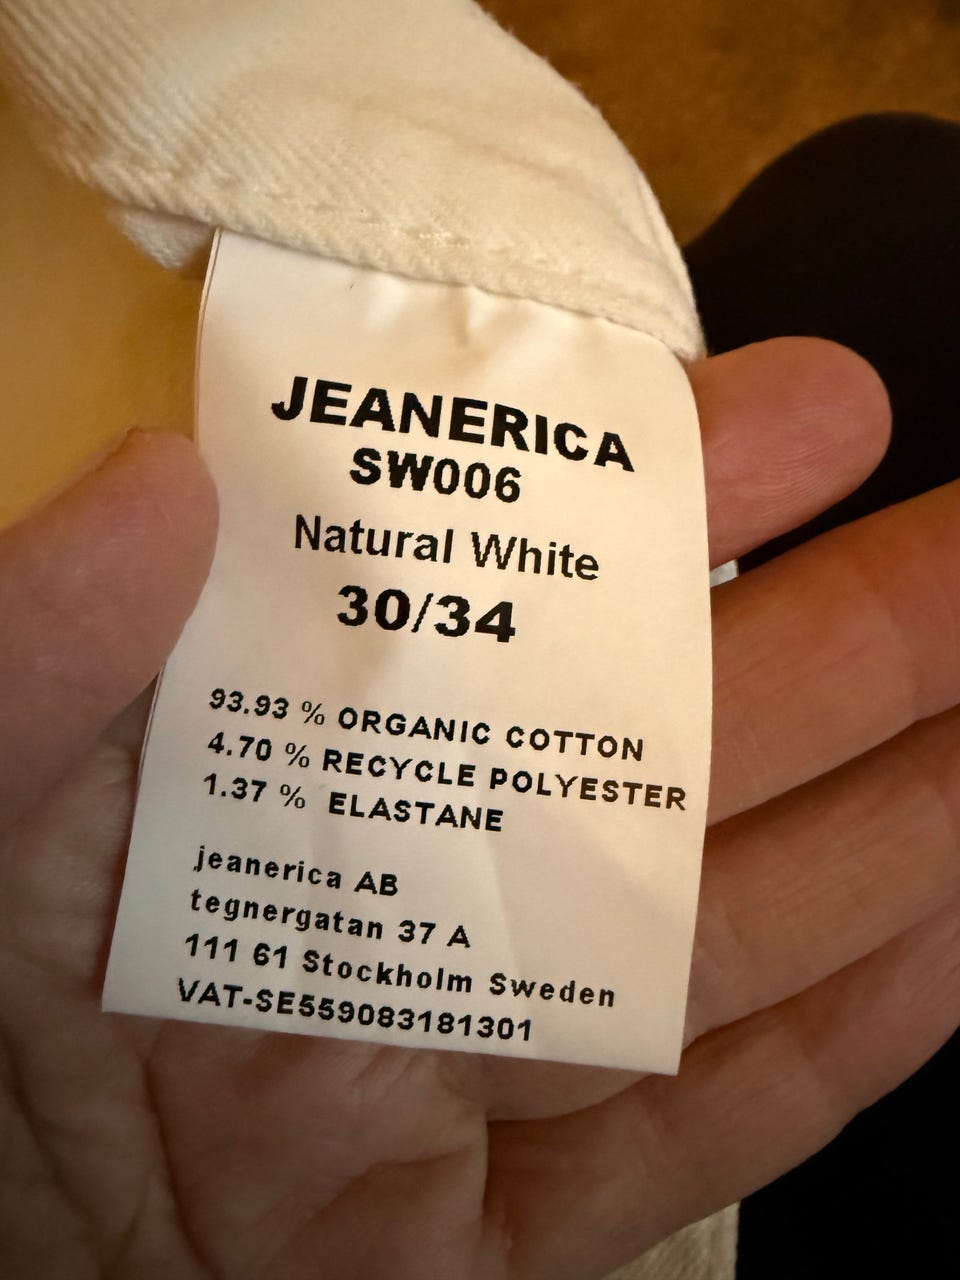 JEANERICA
SW006
Natural White
30/34
93.93 % ORGANIC COTTON
4.70 % RECYCLE POLYESTER
1.37 % ELASTANE
jeanerica AB
tegnergatan 37 A
111 61 Stockholm Sweden
VAT-SE559083181301